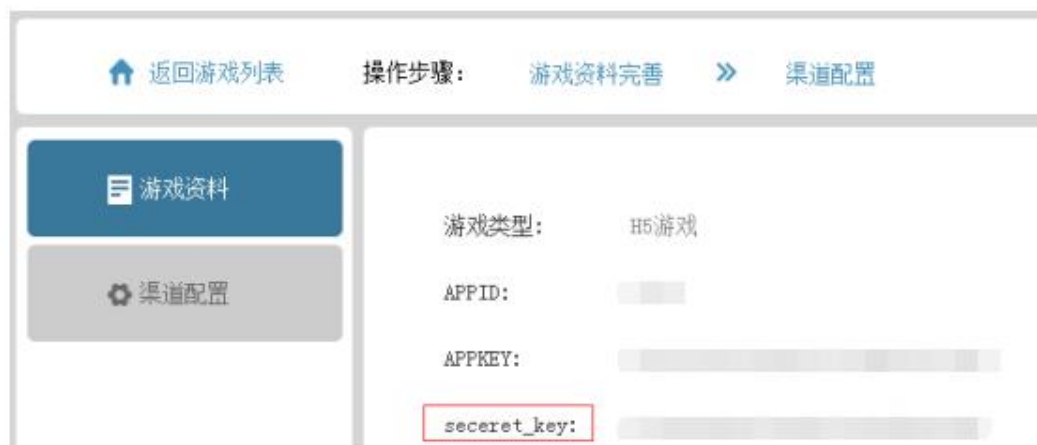 返回游戏列表 操作步骤: 游戏资料完善 » 渠道配置
游戏资料
渠道配置
游戏类型: H5游戏
APPID:
APPKEY:
seceret_key: